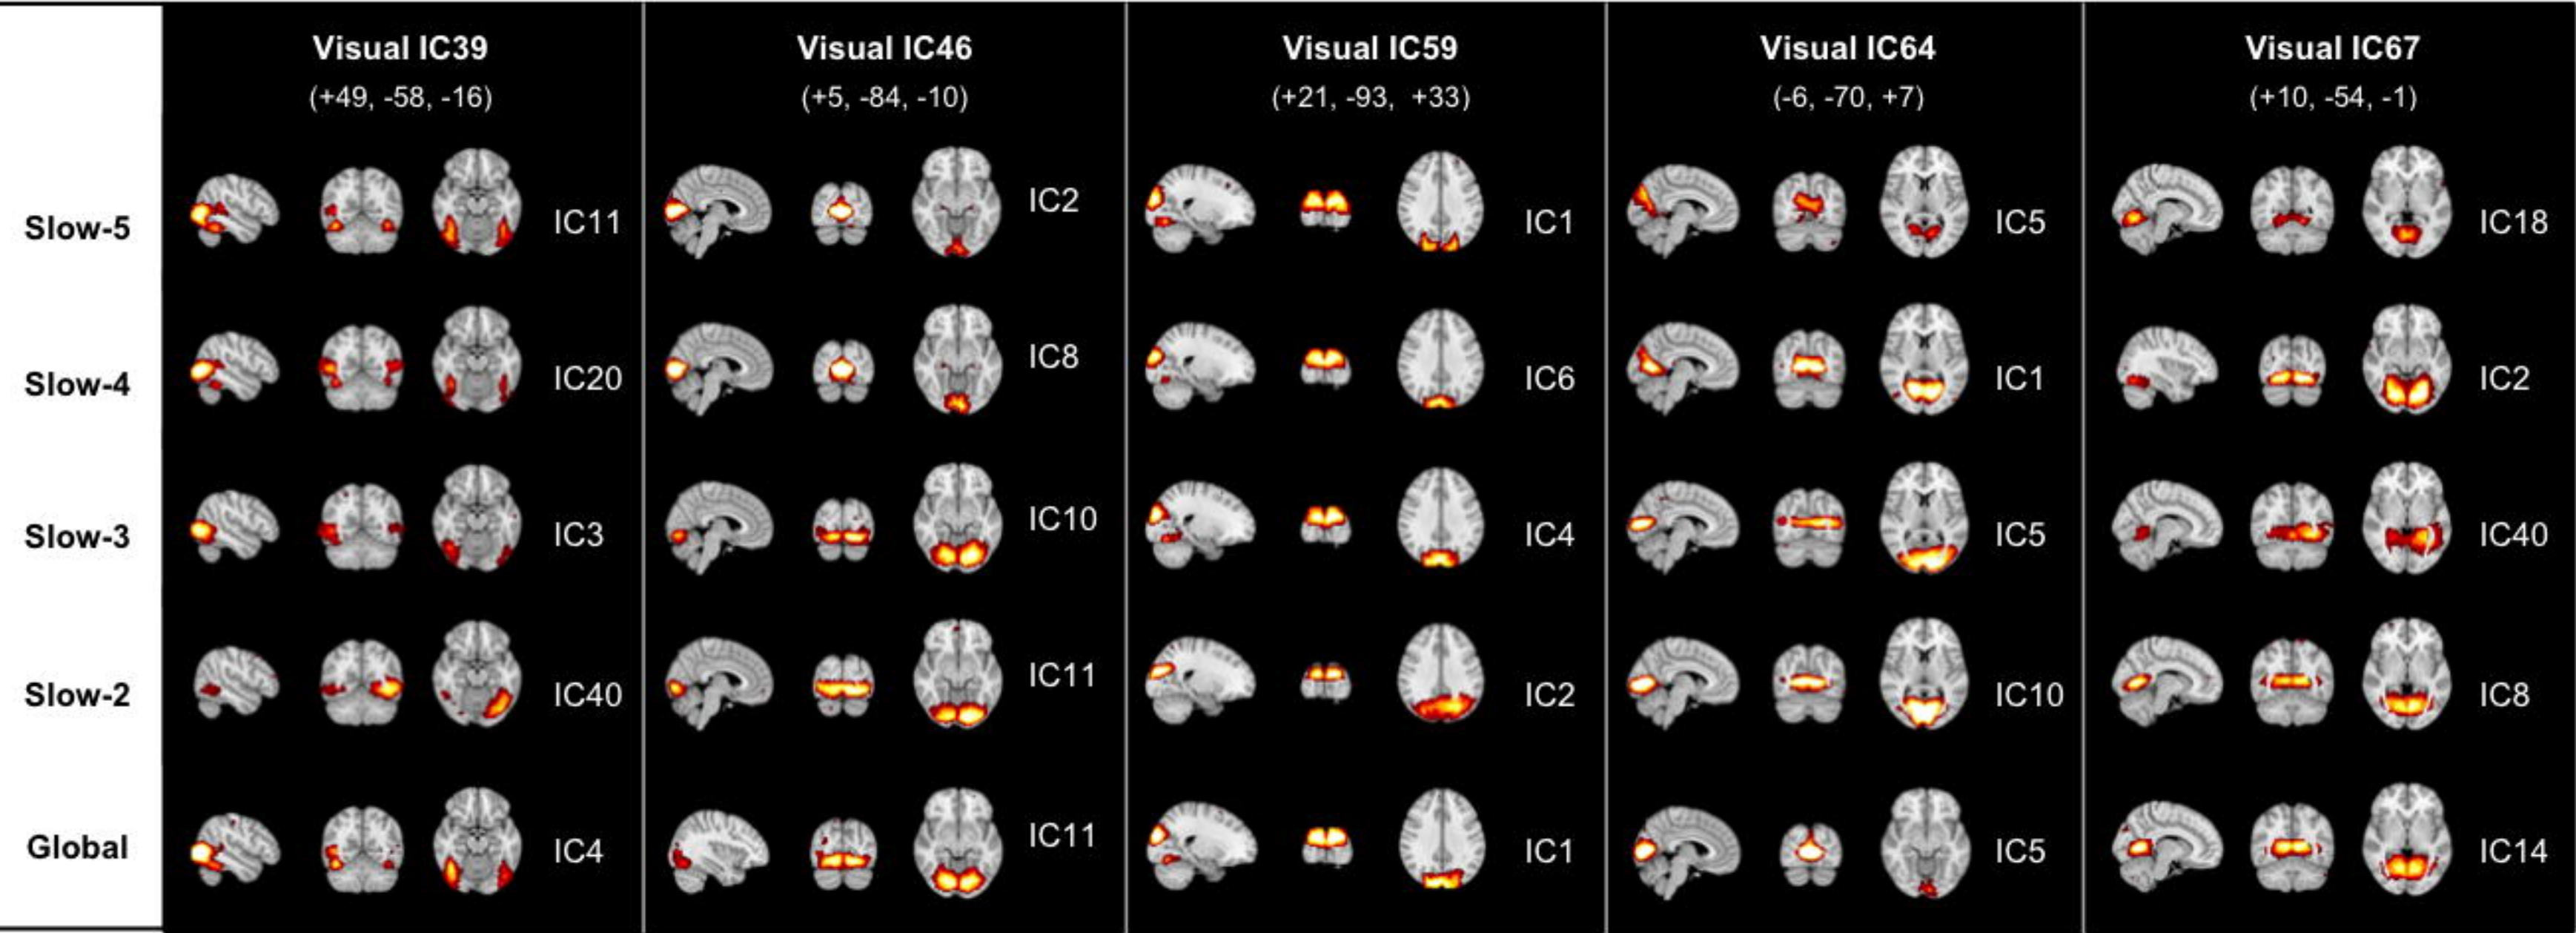 Visual IC39 Visual IC46 Visual IC59 Visual IC64 Visual IC67
(+49, -58, -16) (+5, -84, -10) (+21, -93, +33) (-6, -70, +7) (+10, -54, -1)
Slow-5 IC11 IC2 IC1 IC5 IC18
Slow-4 IC20 IC8 IC6 IC1 IC2
Slow-3 IC3 IC10 IC4 IC5 IC40
Slow-2 IC40 IC11 IC2 IC10 IC8
Global IC4 IC11 IC1 IC5 IC14